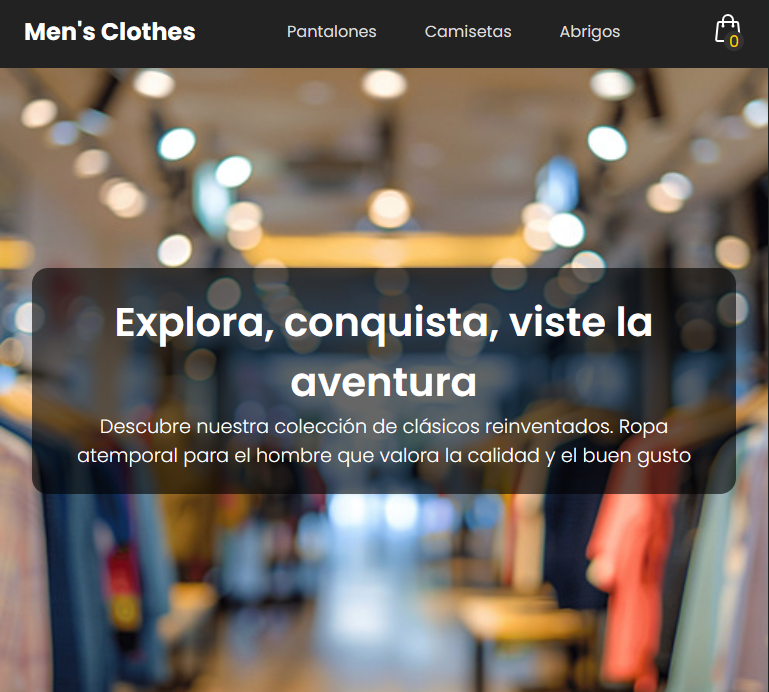 Men's Clothes
Pantalones
Camisetas
Abrigos
0
Explora, conquista, viste la
aventura
Descubre nuestra colección de clásicos reinventados. Ropa
atemporal para el hombre que valora la calidad y el buen gusto